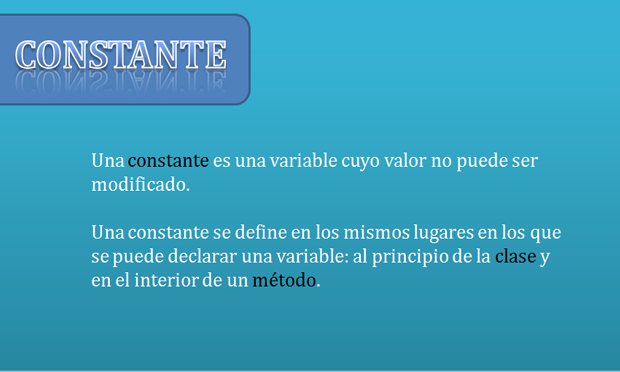 CONSTANTE
Una constante es una variable cuyo valor no puede ser
modificado.
Una constante se define en los mismos lugares en los que
se puede declarar una variable: al principio de la clase y
en el interior de un método.